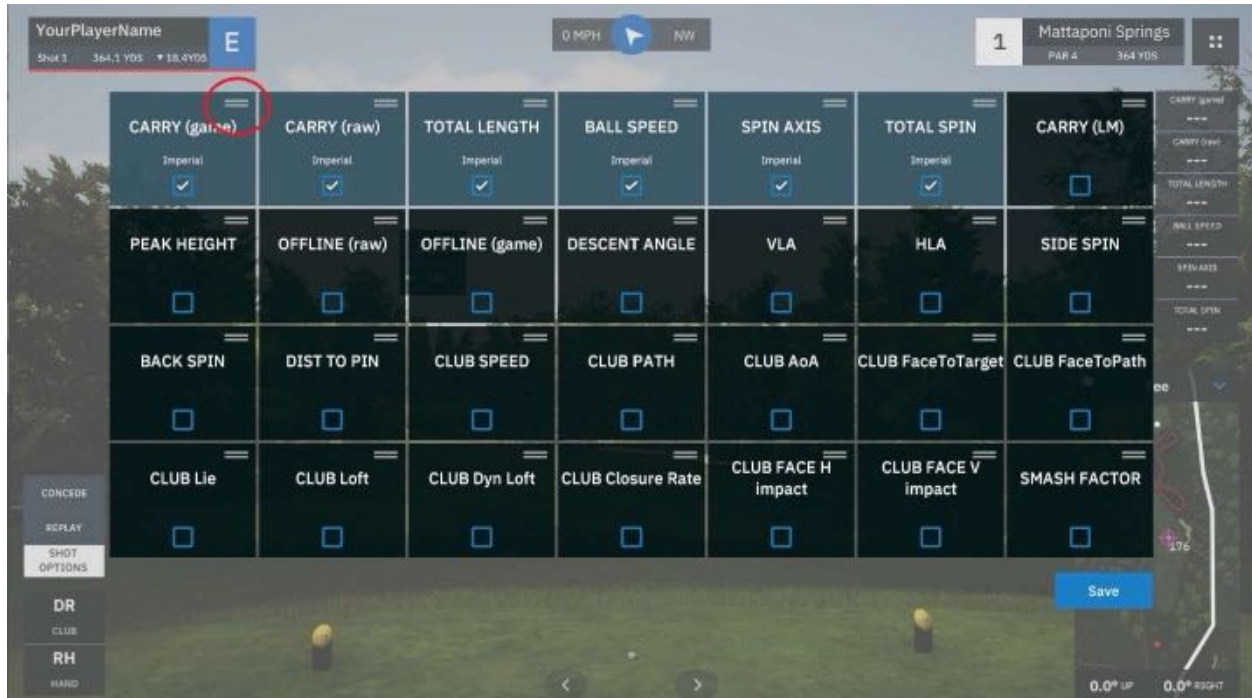 YourPlayerName
E
Shot 1 364.1 YDS ▼18.4YDS
0 MPH NW
1
Mattaponi Springs
PAR 4 364 YDS
CARRY (game)
Imperial
CARRY (raw)
Imperial
TOTAL LENGTH
Imperial
BALL SPEED
Imperial
SPIN AXIS
Imperial
TOTAL SPIN
Imperial
CARRY (LM)
PEAK HEIGHT
OFFLINE (raw)
OFFLINE (game)
DESCENT ANGLE
VLA
HLA
SIDE SPIN
BACK SPIN
DIST TO PIN
CLUB SPEED
CLUB PATH
CLUB AoA
CLUB FaceToTarget
CLUB FaceToPath
CLUB Lie
CLUB Loft
CLUB Dyn Loft
CLUB Closure Rate
CLUB FACE H
impact
CLUB FACE V
impact
SMASH FACTOR
Save
CARRY (game)
---
CARRY (raw)
---
TOTAL LENGTH
---
BALL SPEED
---
SPIN AXIS
---
TOTAL SPIN
---
ee
176
CONCEDE
REPLAY
SHOT
OPTIONS
DR
CLUB
RH
HAND
< >
0.0° UP 0.0° RIGHT